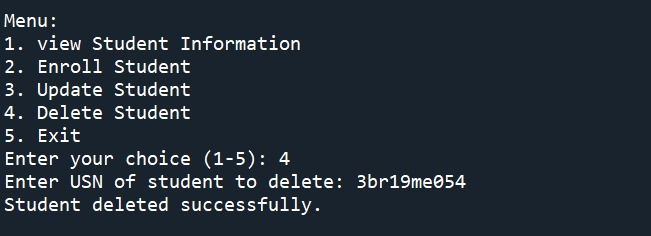 Menu:
1. view Student Information
2. Enroll Student
3. Update Student
4. Delete Student
5. Exit
Enter your choice (1-5): 4
Enter USN of student to delete: 3br19me054
Student deleted successfully.